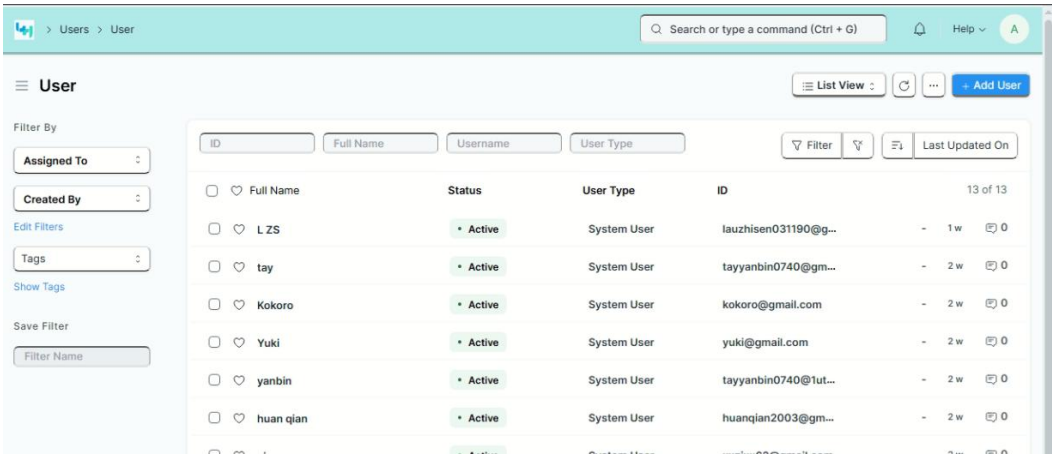 Users > User
Search or type a command (Ctrl + G)
Help
A
User
List View
...
+ Add User
Filter By
Assigned To
Created By
Edit Filters
Tags
Show Tags
Save Filter
Filter Name
ID
Full Name
Username
User Type
Filter
Last Updated On
Full Name Status User Type ID 13 of 13
L ZS • Active System User lauzhisen031190@g... - 1 w 0
tay • Active System User tayyanbin0740@gm... - 2 w 0
Kokoro • Active System User kokoro@gmail.com - 2 w 0
Yuki • Active System User yuki@gmail.com - 2 w 0
yanbin • Active System User tayyanbin0740@1ut... - 2 w 0
huan qian • Active System User huanqian2003@gm... - 2 w 0